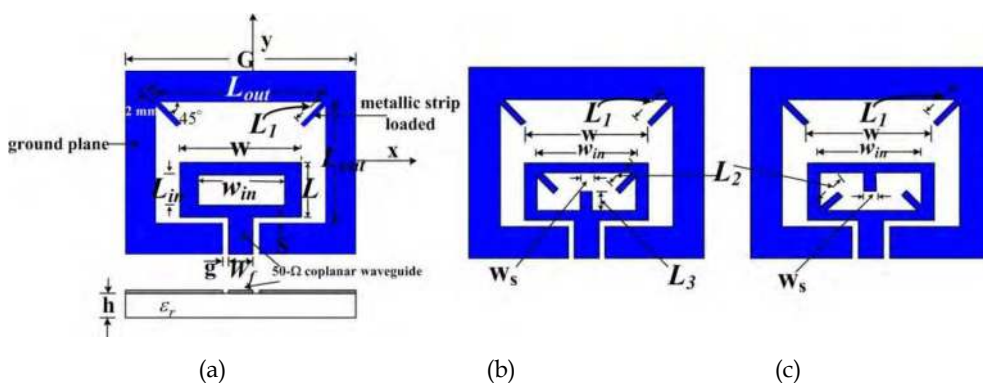 y
G
L_out
2 mm
45°
L_1
metallic strip
loaded
ground plane
w
L_out
x
L_in
w_in
L
S
g
W_f
50-Ω coplanar waveguide
h
ε_r
(a)
L_1
w
w_in
L_2
w_s
L_3
(b)
L_1
w
w_in
w_s
(c)